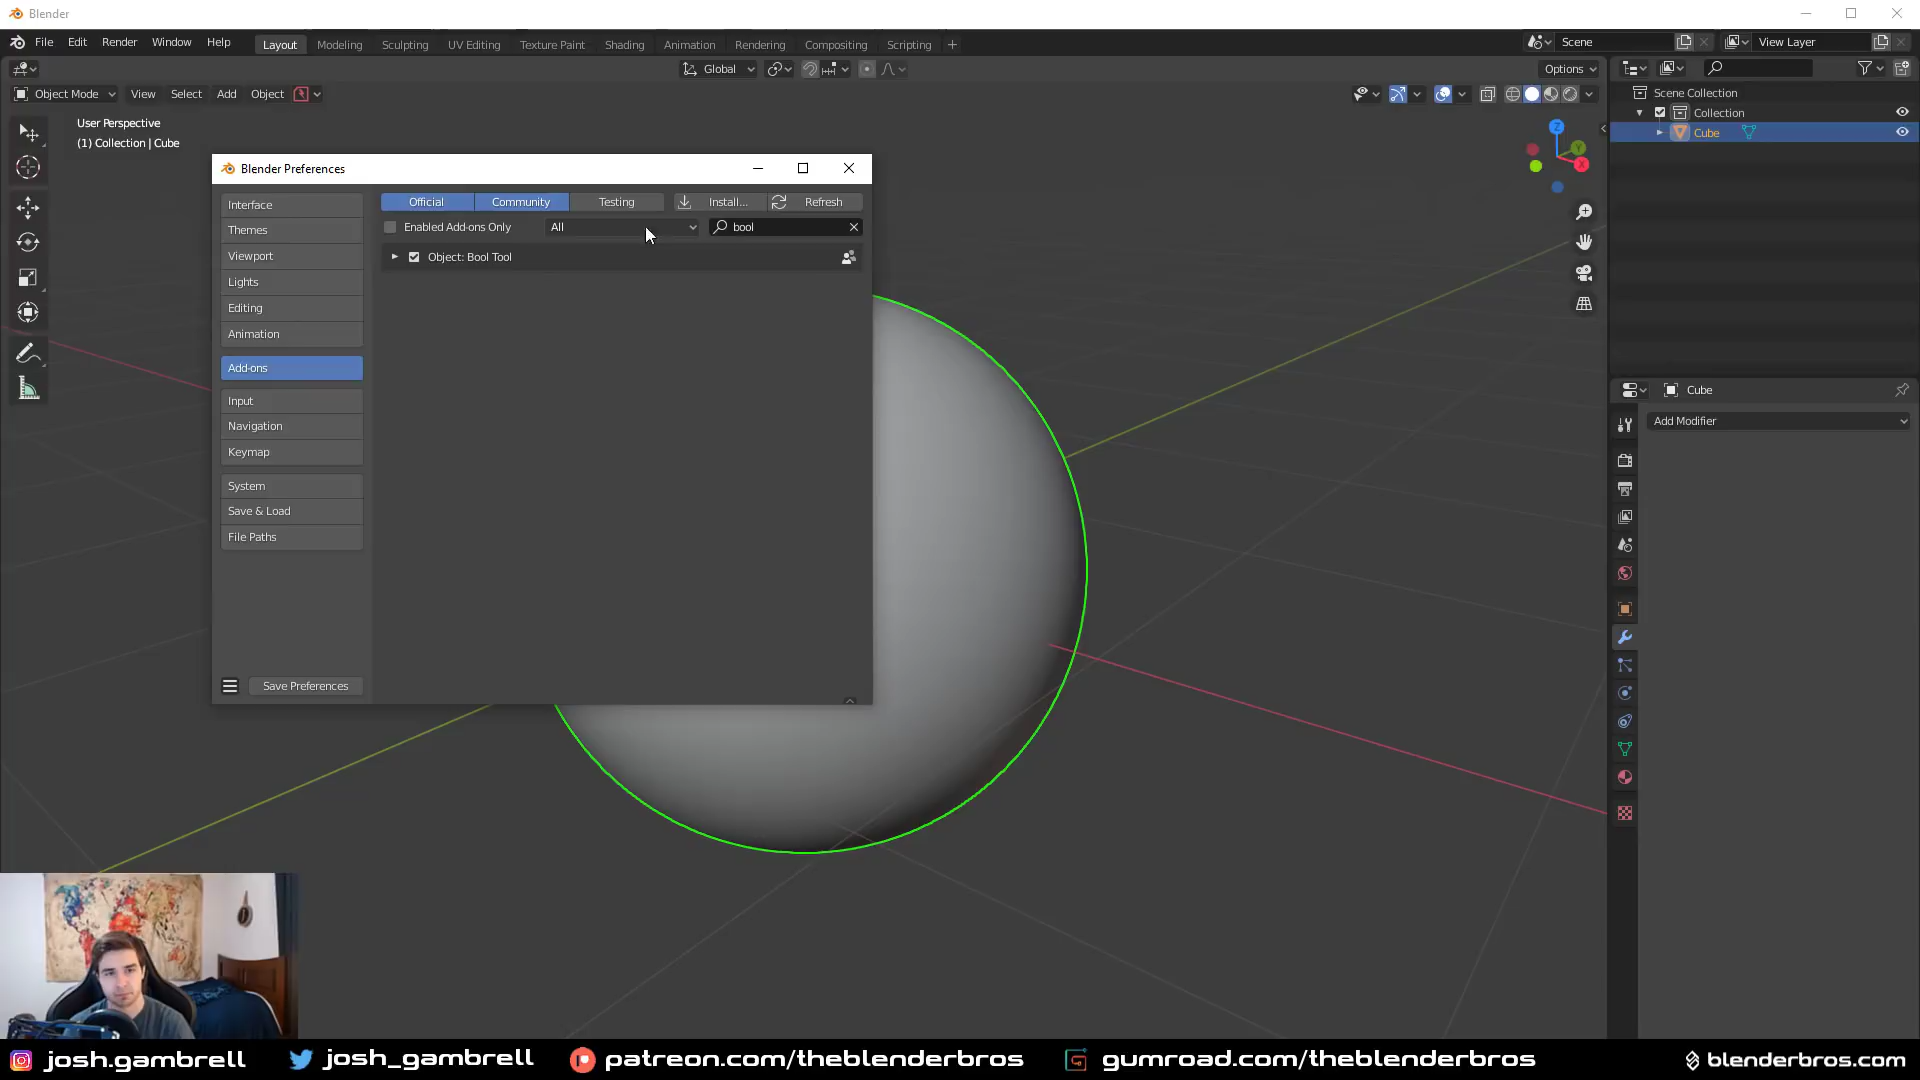 Blender
File Edit Render Window Help Layout Modeling Sculpting UV Editing Texture Paint Shading Animation Rendering Compositing Scripting + Scene View Layer
Global Options
Object Mode View Select Add Object
User Perspective
(1) Collection | Cube
Scene Collection
Collection
Cube
Z
Y
X
Blender Preferences
Interface
Themes
Viewport
Lights
Editing
Animation
Add-ons
Input
Navigation
Keymap
System
Save & Load
File Paths
Save Preferences
Official Community Testing Install... Refresh
Enabled Add-ons Only All bool
Object: Bool Tool
Cube
Add Modifier
josh.gambrell josh_gambrell patreon.com/theblenderbros gumroad.com/theblenderbros blenderbros.com